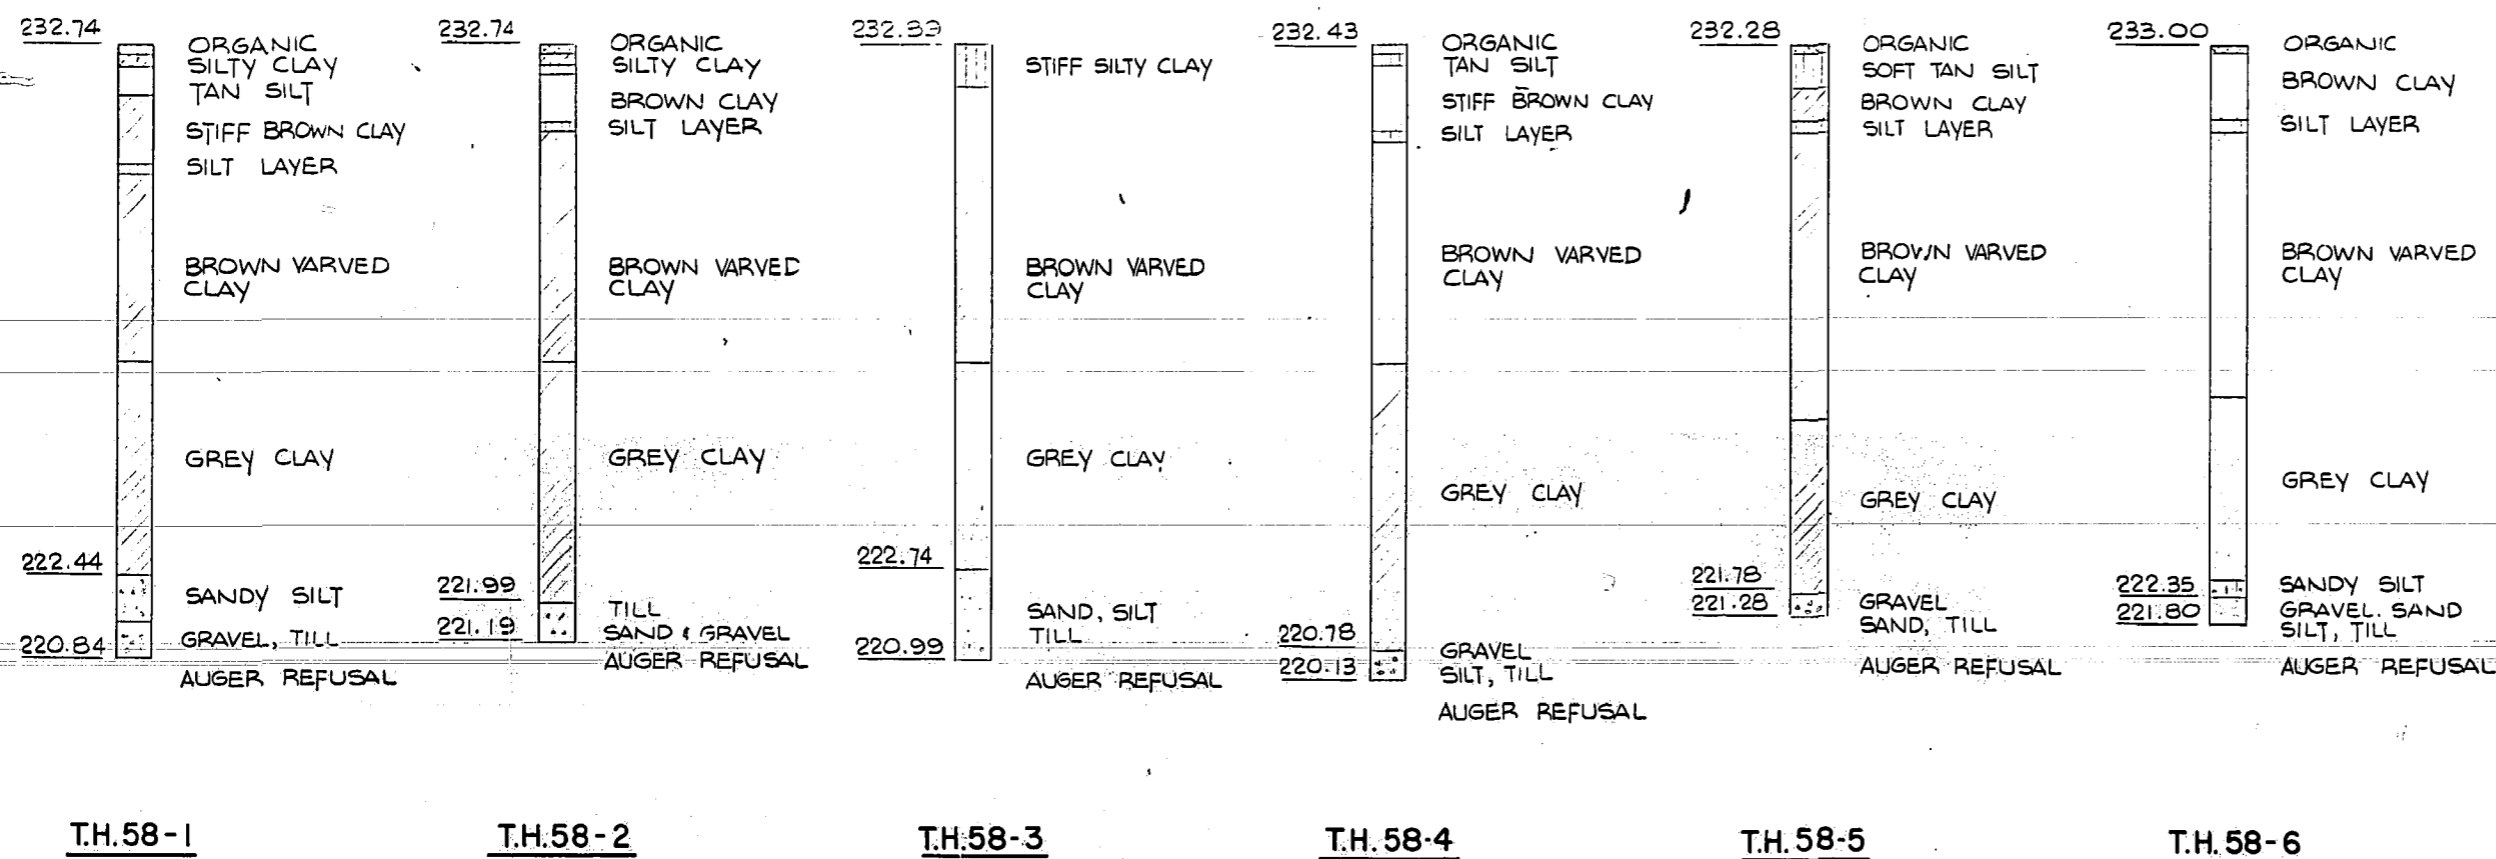 232.74
ORGANIC
SILTY CLAY
TAN SILT
STIFF BROWN CLAY
SILT LAYER
BROWN VARVED
CLAY
GREY CLAY
222.44
SANDY SILT
GRAVEL, TILL
220.84
AUGER REFUSAL
T.H.58-1
232.74
ORGANIC
SILTY CLAY
BROWN CLAY
SILT LAYER
BROWN VARVED
CLAY
GREY CLAY
221.99
TILL
221.19
SAND & GRAVEL
AUGER REFUSAL
T.H.58-2
STIFF SILTY CLAY
BROWN VARVED
CLAY
GREY CLAY
222.74
SAND, SILT
TILL
220.99
AUGER REFUSAL
T.H.58-3
232.43
ORGANIC
TAN SILT
STIFF BROWN CLAY
SILT LAYER
BROWN VARVED
CLAY
GREY CLAY
220.78
GRAVEL
220.13
SILT, TILL
AUGER REFUSAL
T.H.58-4
232.28
ORGANIC
SOFT TAN SILT
BROWN CLAY
SILT LAYER
BROWN VARVED
CLAY
GREY CLAY
221.78
221.28
GRAVEL
SAND, TILL
AUGER REFUSAL
T.H.58-5
233.00
ORGANIC
BROWN CLAY
SILT LAYER
BROWN VARVED
CLAY
GREY CLAY
222.35
SANDY SILT
221.80
GRAVEL. SAND
SILT, TILL
AUGER REFUSAL
T.H.58-6